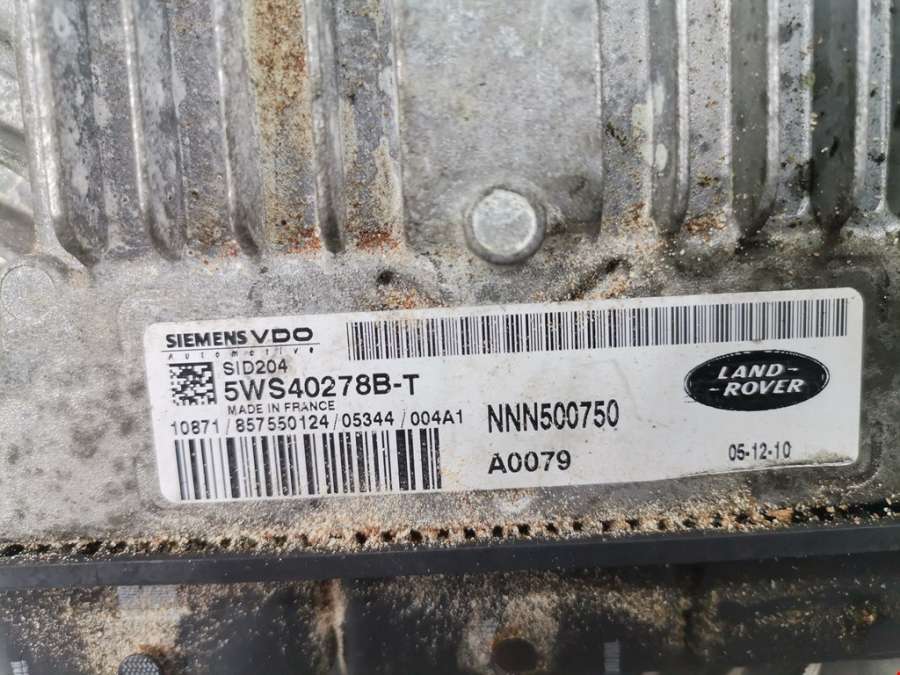 SIEMENS VDO
Automotive
SID204
5WS40278B-T
MADE IN FRANCE
10871/857550124/05344/004A1
NNN500750
A0079
LAND-
-ROVER
05-12-10